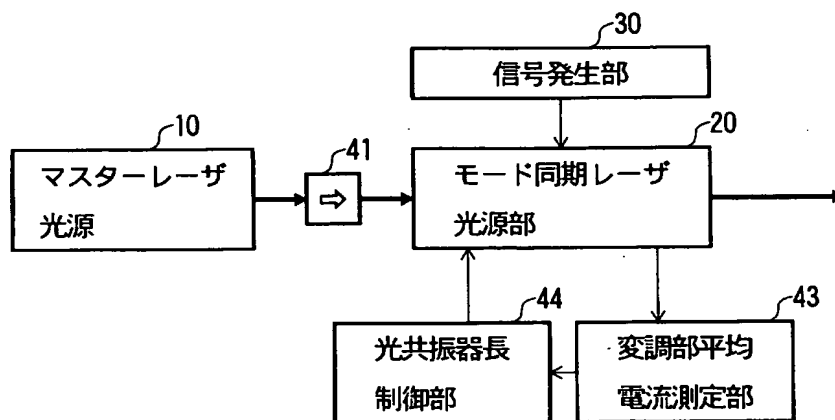 30
信号発生部
10
マスターレーザ
光源
41
⇨
20
モード同期レーザ
光源部
44
光共振器長
制御部
43
変調部平均
電流測定部